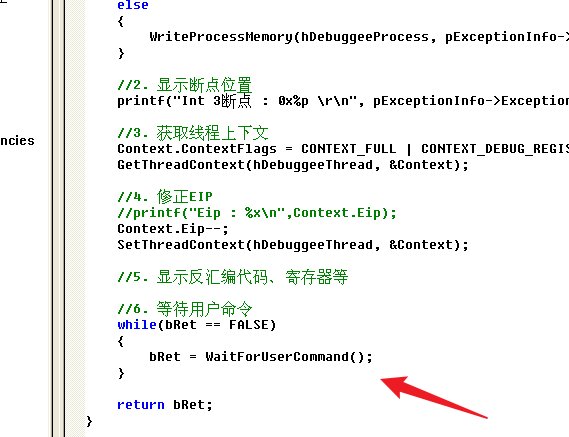 else
{
WriteProcessMemory(hDebuggeeProcess, pExceptionInfo->
}
//2. 显示断点位置
printf("Int 3断点 : 0x%p \r\n", pExceptionInfo->Exception
ncies
//3. 获取线程上下文
Context.ContextFlags = CONTEXT_FULL | CONTEXT_DEBUG_REGIS
GetThreadContext(hDebuggeeThread, &Context);
//4. 修正EIP
//printf("Eip : %x\n",Context.Eip);
Context.Eip--;
SetThreadContext(hDebuggeeThread, &Context);
//5. 显示反汇编代码、寄存器等
//6. 等待用户命令
while(bRet == FALSE)
{
bRet = WaitForUserCommand();
}
return bRet;
}